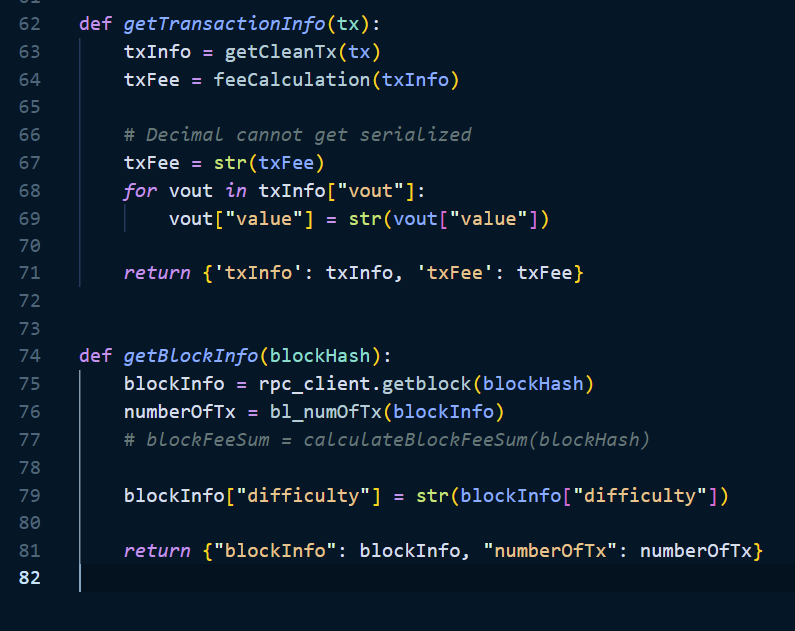 62 def getTransactionInfo(tx):
63     txInfo = getCleanTx(tx)
64     txFee = feeCalculation(txInfo)
65
66     # Decimal cannot get serialized
67     txFee = str(txFee)
68     for vout in txInfo["vout"]:
69         vout["value"] = str(vout["value"])
70
71     return {'txInfo': txInfo, 'txFee': txFee}
72
73
74 def getBlockInfo(blockHash):
75     blockInfo = rpc_client.getblock(blockHash)
76     numberOfTx = bl_numOfTx(blockInfo)
77     # blockFeeSum = calculateBlockFeeSum(blockHash)
78
79     blockInfo["difficulty"] = str(blockInfo["difficulty"])
80
81     return {"blockInfo": blockInfo, "numberOfTx": numberOfTx}
82